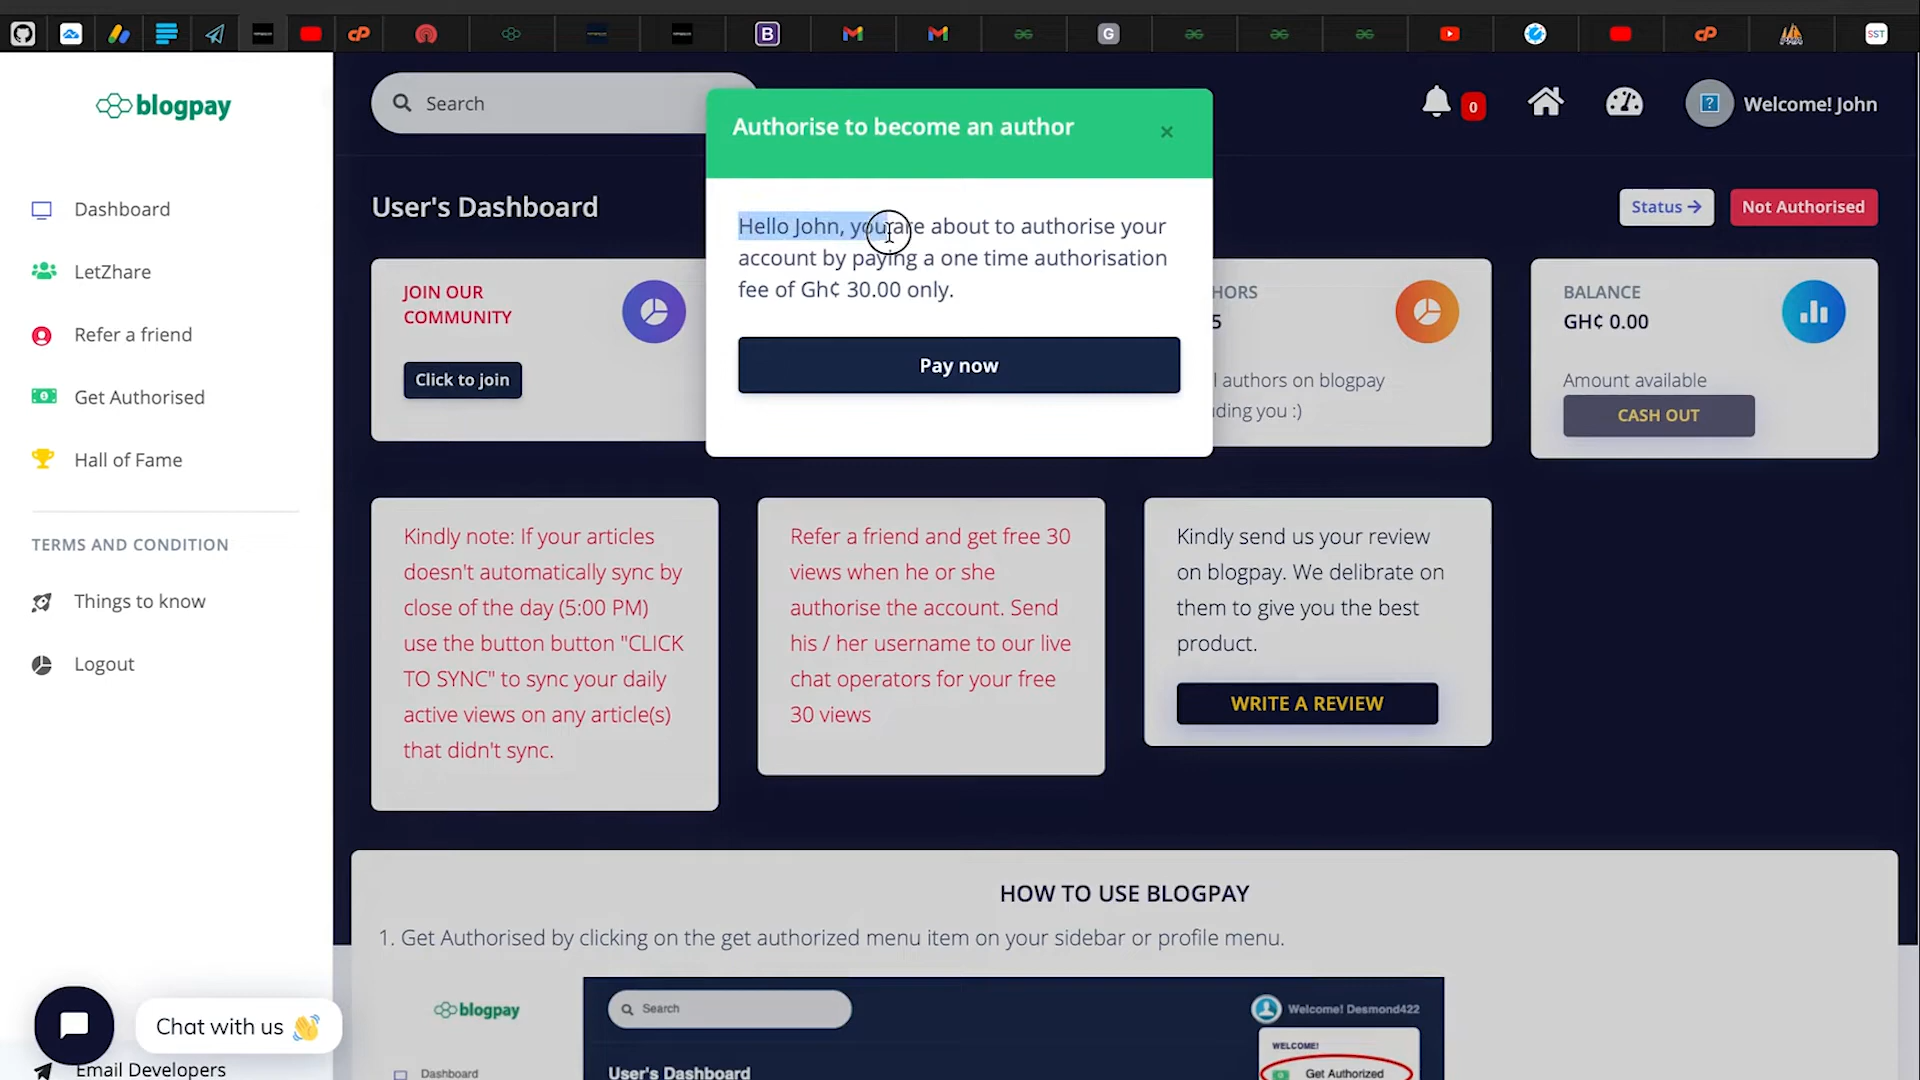 blogpay
Search
0
Welcome! John
Dashboard
LetZhare
Refer a friend
Get Authorised
Hall of Fame
TERMS AND CONDITION
Things to know
Logout
Chat with us 👋
Email Developers
Authorise to become an author
×
Hello John, you are about to authorise your
account by paying a one time authorisation
fee of Gh¢ 30.00 only.
Pay now
User's Dashboard
Status →
Not Authorised
JOIN OUR
COMMUNITY
Click to join
HORS
5
l authors on blogpay
ding you :)
BALANCE
GH¢ 0.00
Amount available
CASH OUT
Kindly note: If your articles
doesn't automatically sync by
close of the day (5:00 PM)
use the button button "CLICK
TO SYNC" to sync your daily
active views on any article(s)
that didn't sync.
Refer a friend and get free 30
views when he or she
authorise the account. Send
his / her username to our live
chat operators for your free
30 views
Kindly send us your review
on blogpay. We delibrate on
them to give you the best
product.
WRITE A REVIEW
HOW TO USE BLOGPAY
1. Get Authorised by clicking on the get authorized menu item on your sidebar or profile menu.
blogpay
Search
Welcome! Desmond422
WELCOME!
Get Authorized
Dashboard
User's Dashboard